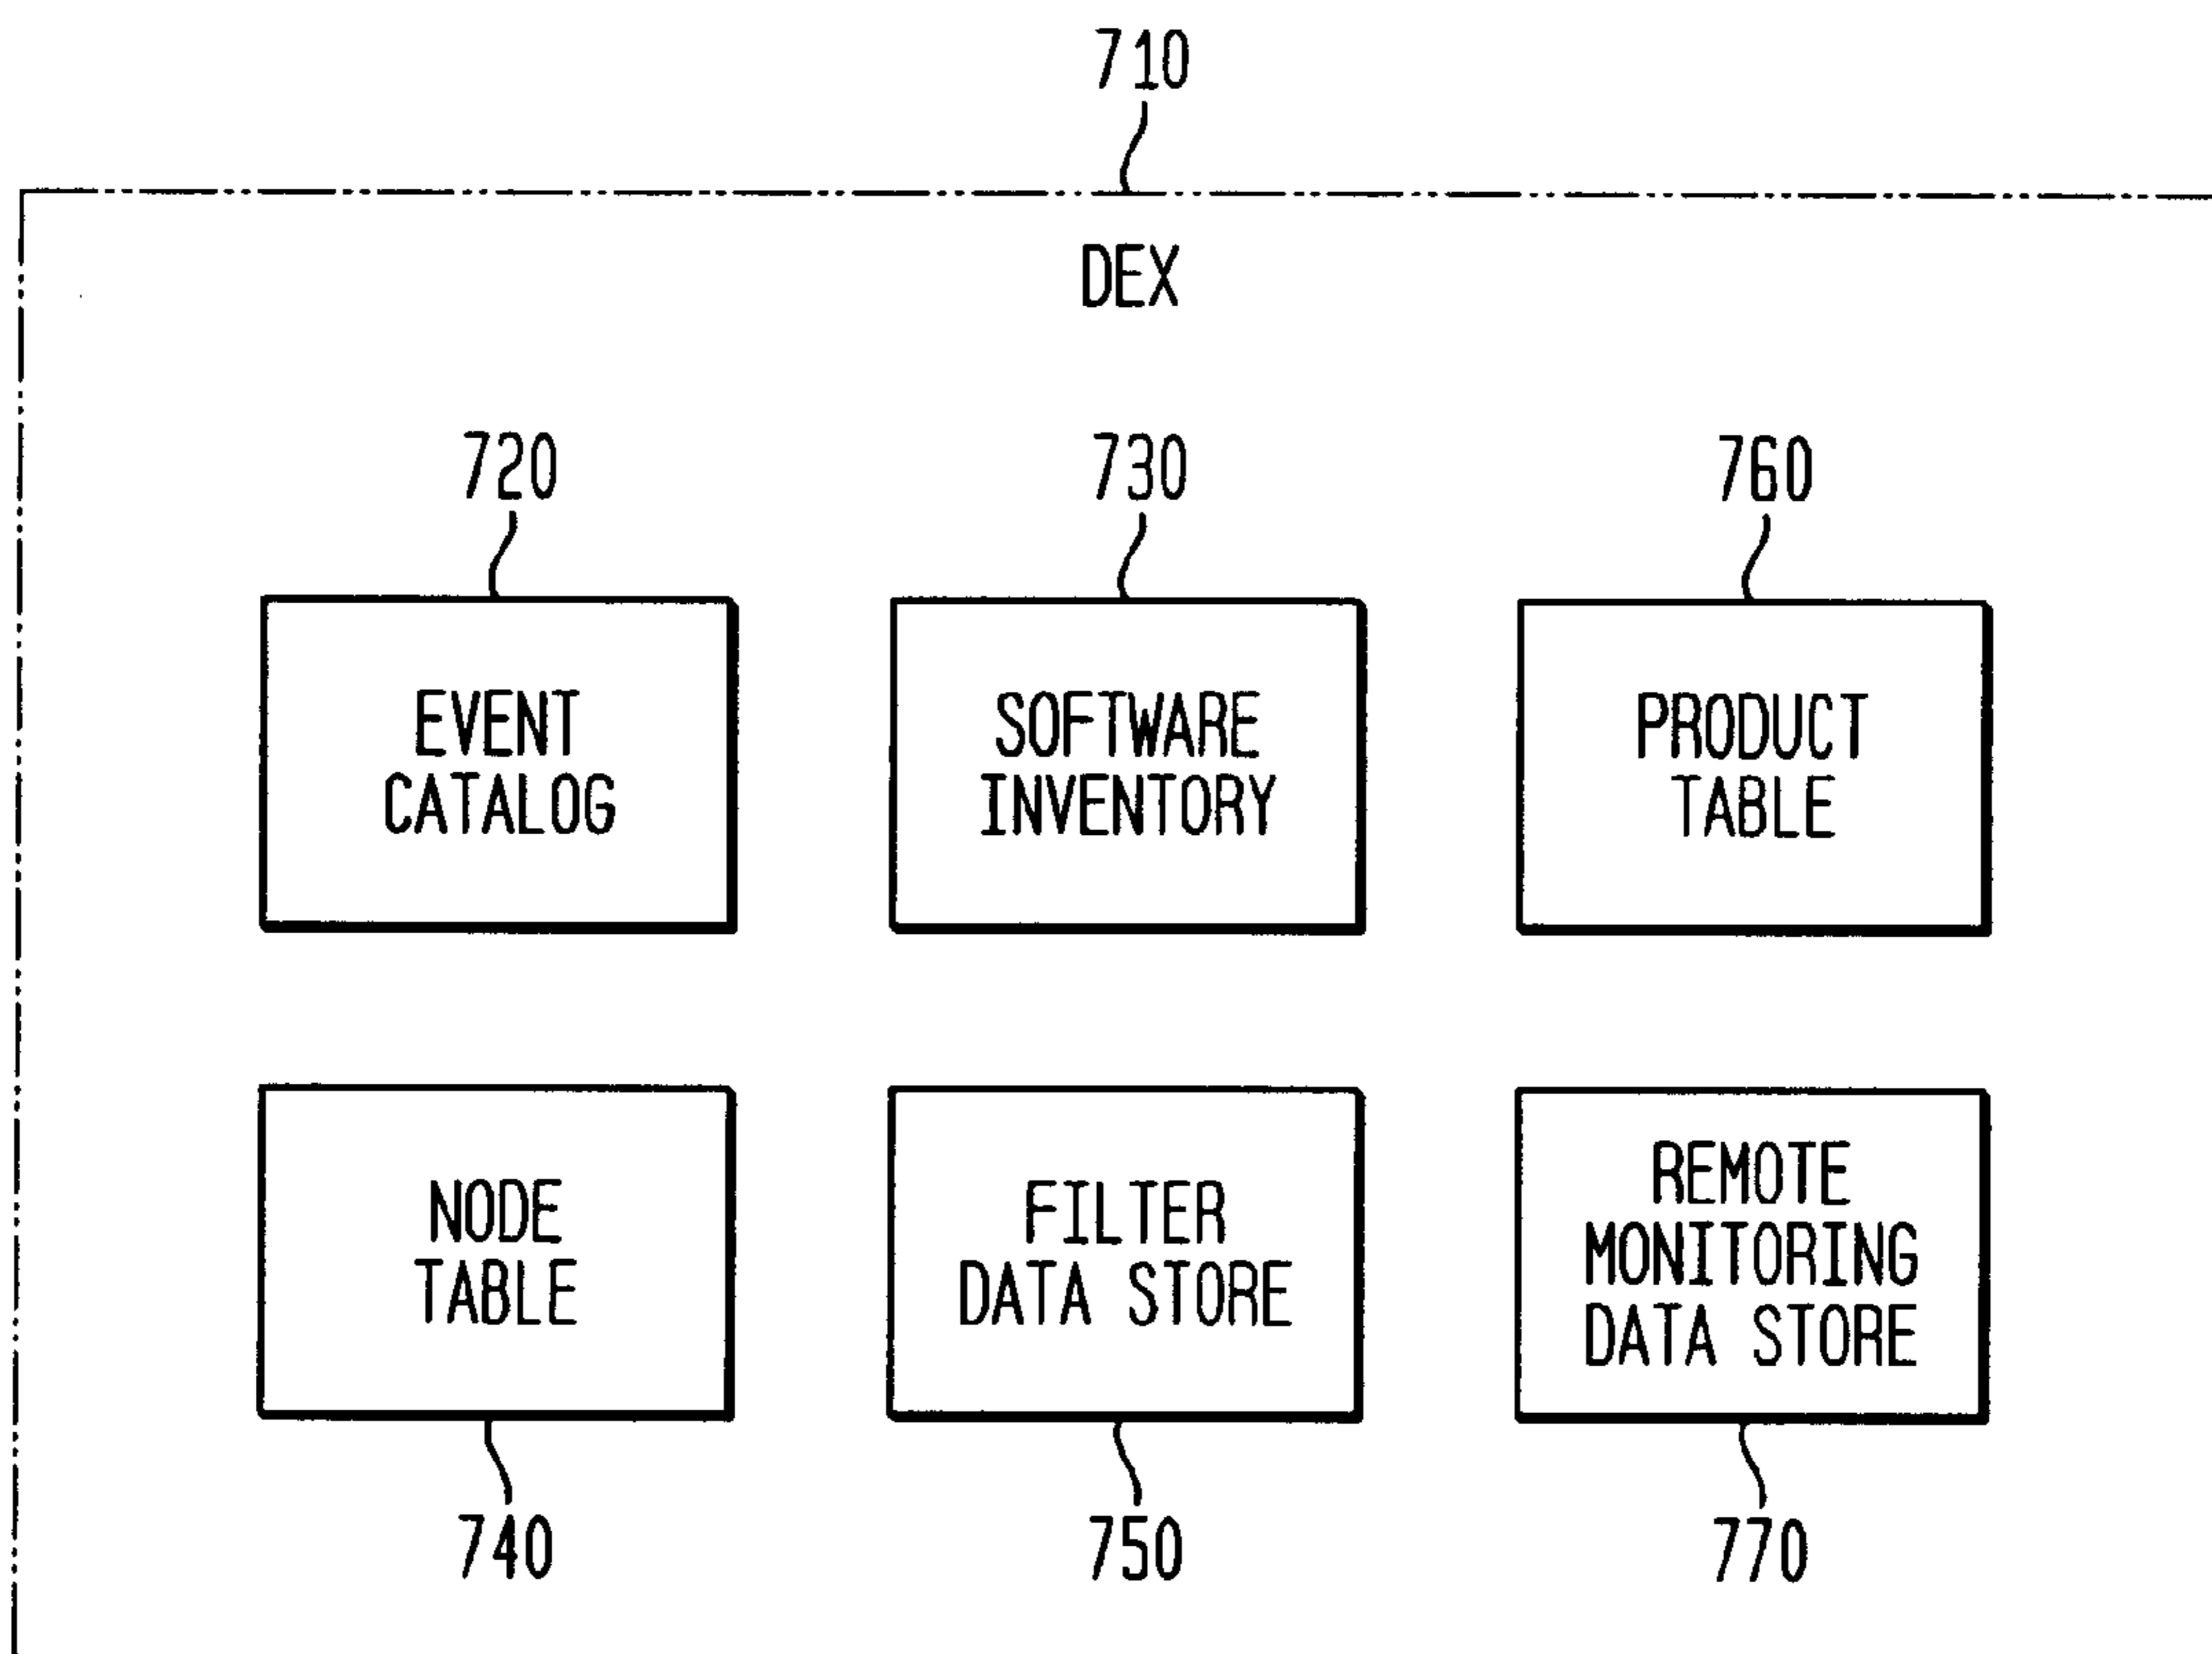 710
DEX
720
730
760
EVENT
CATALOG
SOFTWARE
INVENTORY
PRODUCT
TABLE
NODE
TABLE
FILTER
DATA STORE
REMOTE
MONITORING
DATA STORE
740
750
770